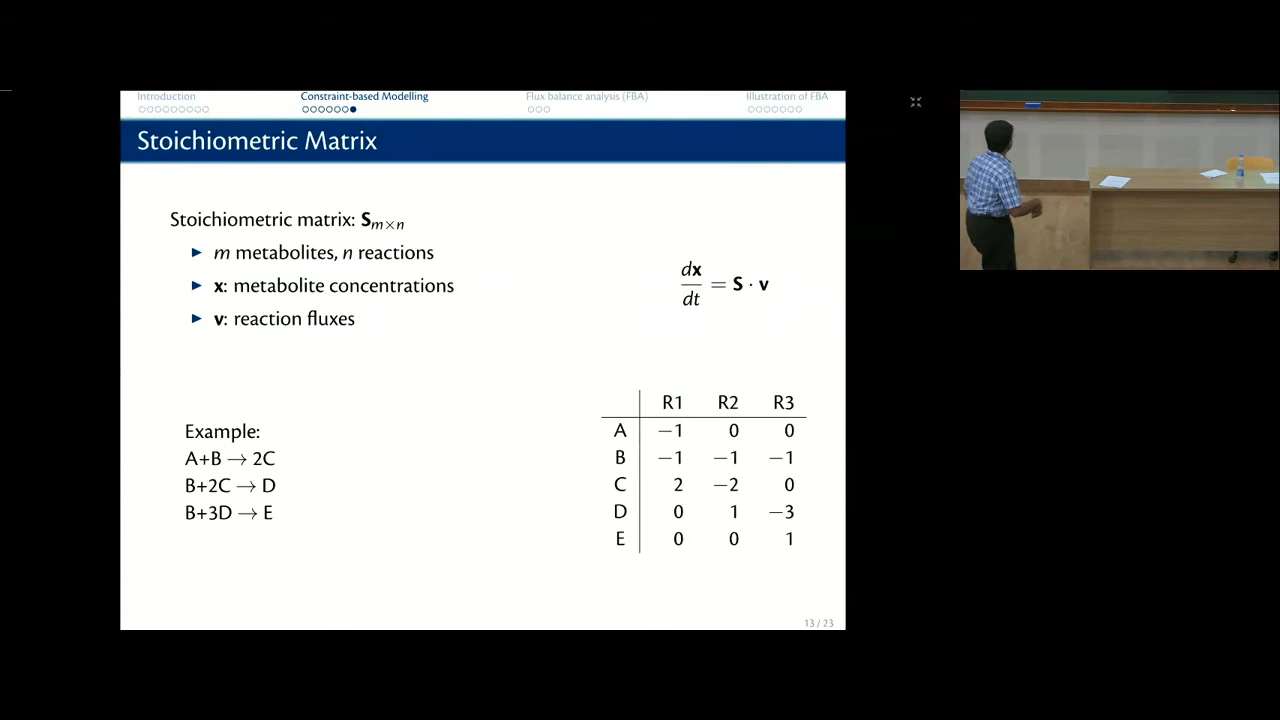 Introduction Constraint-based Modelling Flux balance analysis (FBA) Illustration of FBA
Stoichiometric Matrix
Stoichiometric matrix: S_{m×n}
▶ m metabolites, n reactions
▶ x: metabolite concentrations
▶ v: reaction fluxes
dx/dt = S · v
Example:
A+B → 2C
B+2C → D
B+3D → E
R1 R2 R3
A −1 0 0
B −1 −1 −1
C 2 −2 0
D 0 1 −3
E 0 0 1
13 / 23